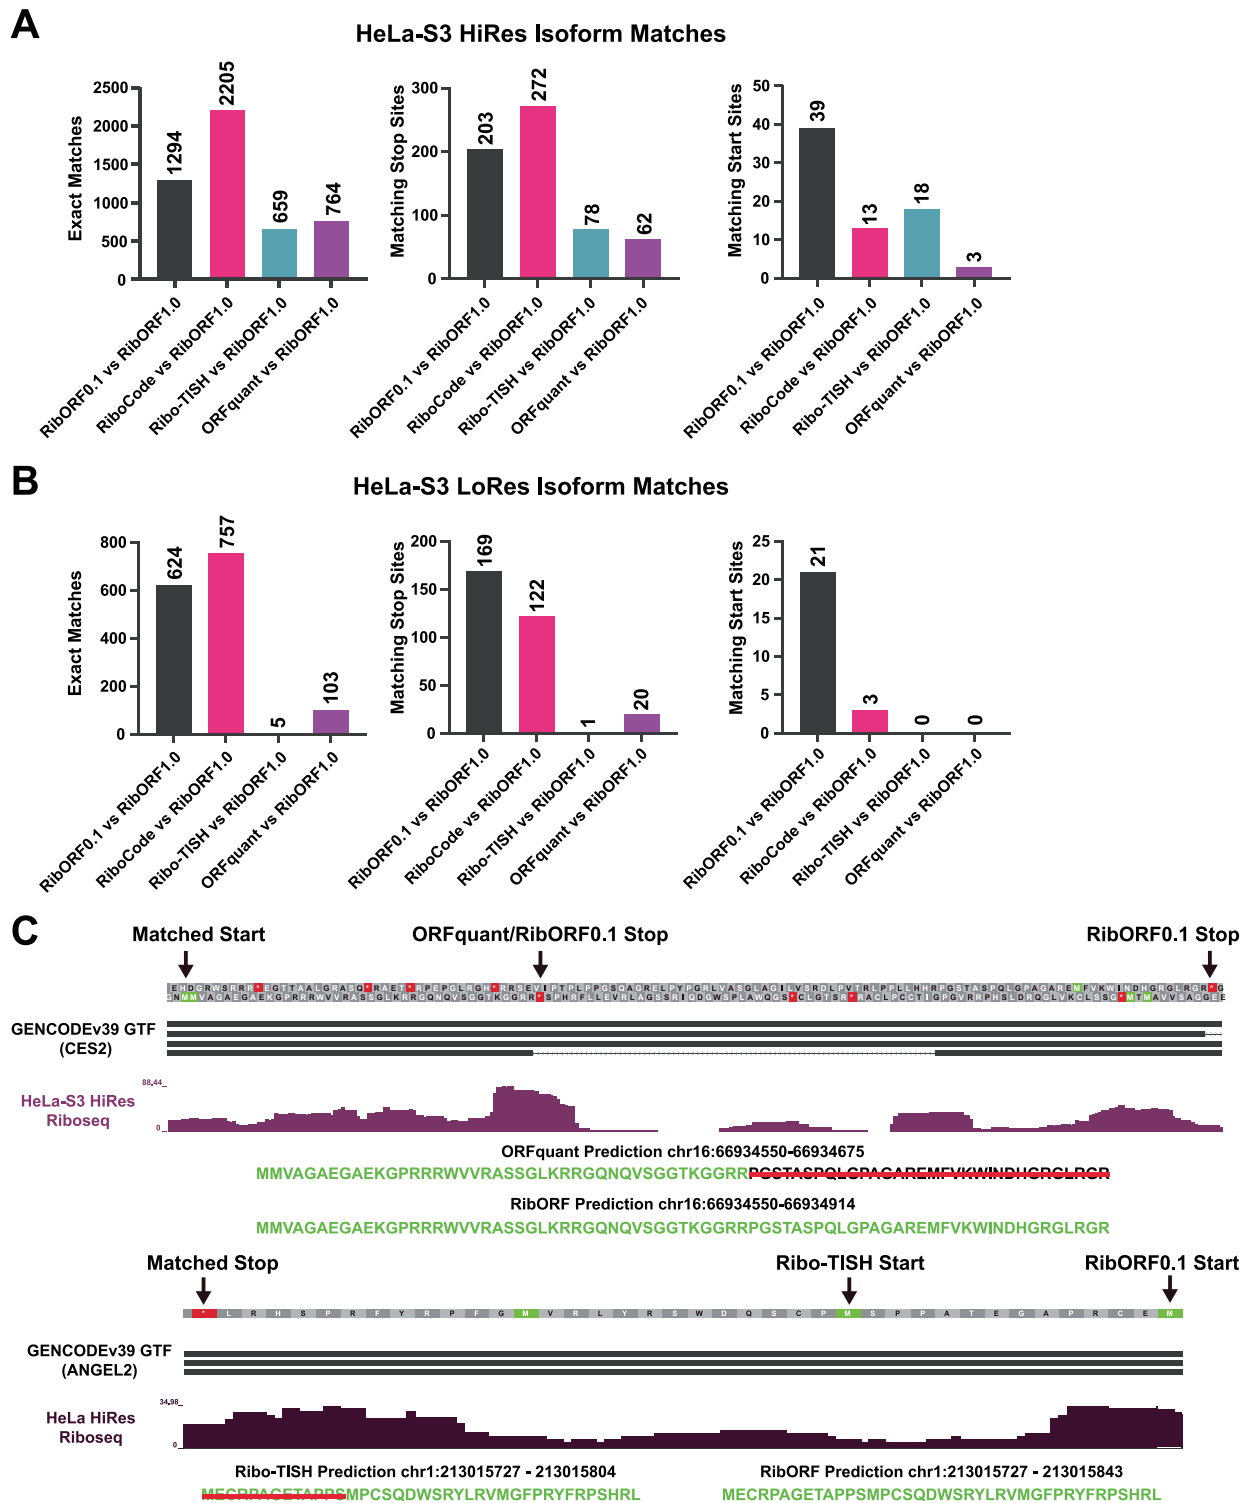 A
HeLa-S3 HiRes Isoform Matches
Exact Matches
2500
2000
1500
1000
500
0
1294
2205
659
764
RibORF0.1 vs RibORF1.0
RiboCode vs RibORF1.0
Ribo-TISH vs RibORF1.0
ORFquant vs RibORF1.0
Matching Stop Sites
300
200
100
0
203
272
78
62
RibORF0.1 vs RibORF1.0
RiboCode vs RibORF1.0
Ribo-TISH vs RibORF1.0
ORFquant vs RibORF1.0
Matching Start Sites
50
40
30
20
10
0
39
13
18
3
RibORF0.1 vs RibORF1.0
RiboCode vs RibORF1.0
Ribo-TISH vs RibORF1.0
ORFquant vs RibORF1.0
B
HeLa-S3 LoRes Isoform Matches
Exact Matches
800
600
400
200
0
624
757
5
103
RibORF0.1 vs RibORF1.0
RiboCode vs RibORF1.0
Ribo-TISH vs RibORF1.0
ORFquant vs RibORF1.0
Matching Stop Sites
200
150
100
50
0
169
122
1
20
RibORF0.1 vs RibORF1.0
RiboCode vs RibORF1.0
Ribo-TISH vs RibORF1.0
ORFquant vs RibORF1.0
Matching Start Sites
25
20
15
10
5
0
21
3
0
0
RibORF0.1 vs RibORF1.0
RiboCode vs RibORF1.0
Ribo-TISH vs RibORF1.0
ORFquant vs RibORF1.0
C
Matched Start
ORFquant/RibORF0.1 Stop
RibORF0.1 Stop
GENCODEv39 GTF
(CES2)
88.44
0
HeLa-S3 HiRes
Riboseq
ORFquant Prediction chr16:66934550-66934675
MMVAGAEGAEKGPRRRWVVRASSGLKRRGQNQVSGGTKGGRRPGSTASPQLGPAGAREMFVKWINDHGRGLRGR
RibORF Prediction chr16:66934550-66934914
MMVAGAEGAEKGPRRRWVVRASSGLKRRGQNQVSGGTKGGRRPGSTASPQLGPAGAREMFVKWINDHGRGLRGR
Matched Stop
Ribo-TISH Start
RibORF0.1 Start
* L R H S P R F Y R P F G M V R L Y R S W D Q S C P M S P P A T E G A P R C E M
GENCODEv39 GTF
(ANGEL2)
34.98
0
HeLa HiRes
Riboseq
Ribo-TISH Prediction chr1:213015727 - 213015804
MECRPAGETAPPSMPCSQDWSRYLRVMGFPRYFRPSHRL
RibORF Prediction chr1:213015727 - 213015843
MECRPAGETAPPSMPCSQDWSRYLRVMGFPRYFRPSHRL